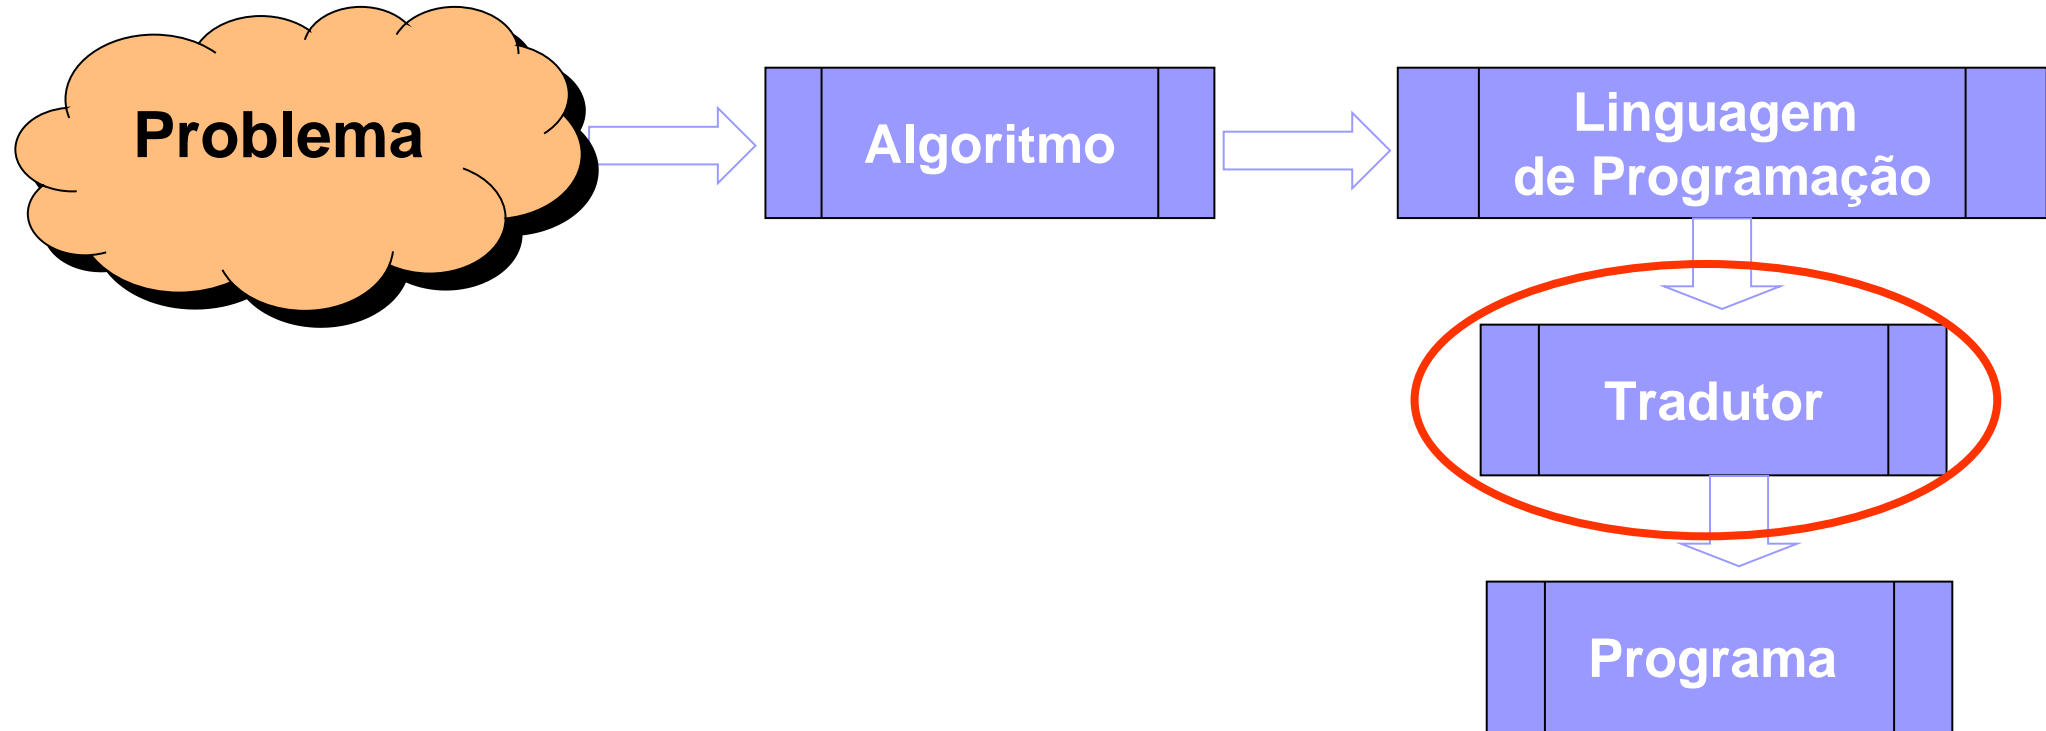 Problema
Algoritmo
Linguagem
de Programação
Tradutor
Programa